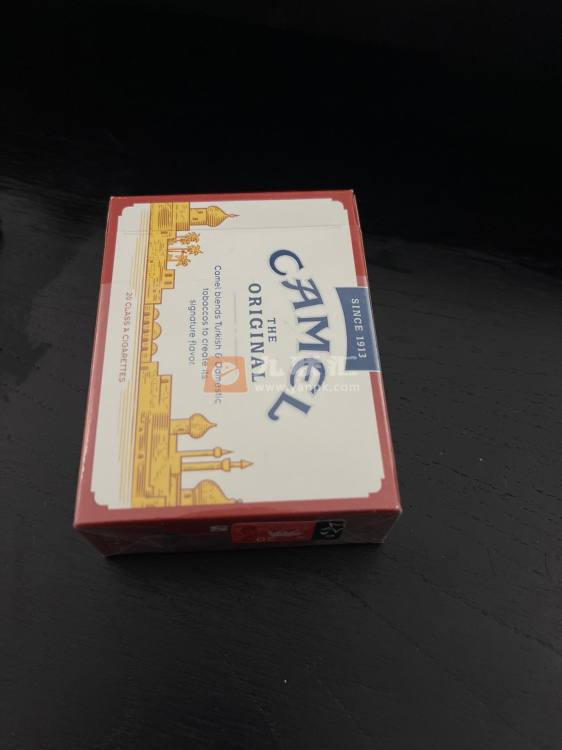 SINCE 1913
CAMEL
THE
ORIGINAL
Camel blends Turkish & Domestic
tobaccos to create its
signature flavor.
20 CLASS A CIGARETTES
www.yanpk.com